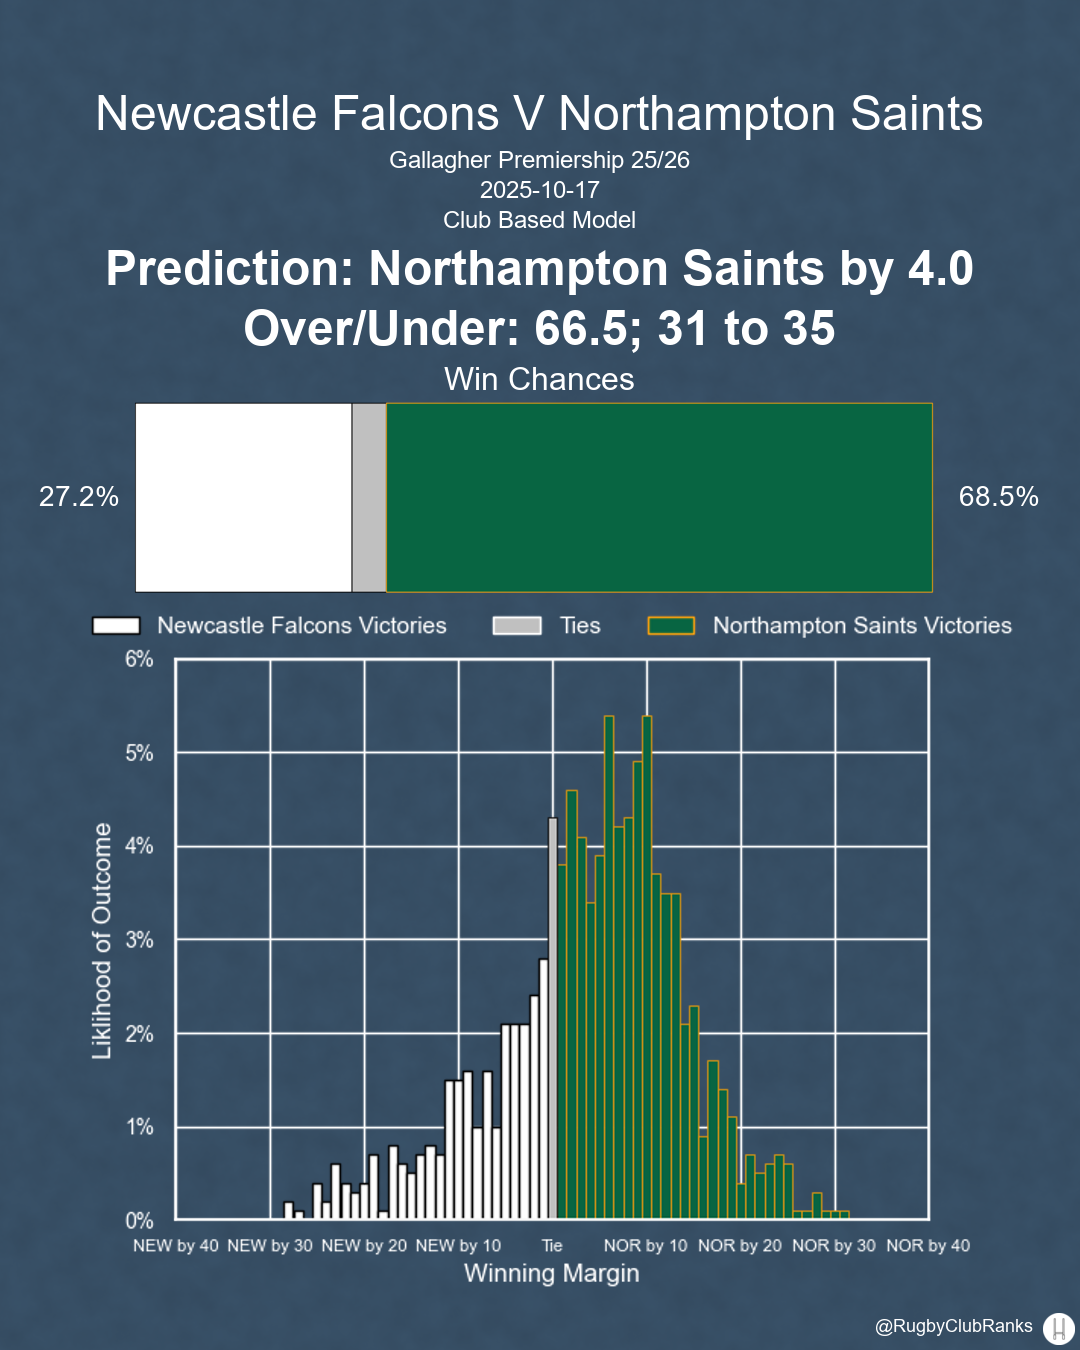 Newcastle Falcons V Northampton Saints
Gallagher Premiership 25/26
2025-10-17
Club Based Model
Prediction: Northampton Saints by 4.0
Over/Under: 66.5; 31 to 35
Win Chances
27.2%
68.5%
Newcastle Falcons Victories
Ties
Northampton Saints Victories
6%
5%
4%
3%
2%
1%
0%
Liklihood of Outcome
NEW by 40
NEW by 30
NEW by 20
NEW by 10
Tie
NOR by 10
NOR by 20
NOR by 30
NOR by 40
Winning Margin
@RugbyClubRanks